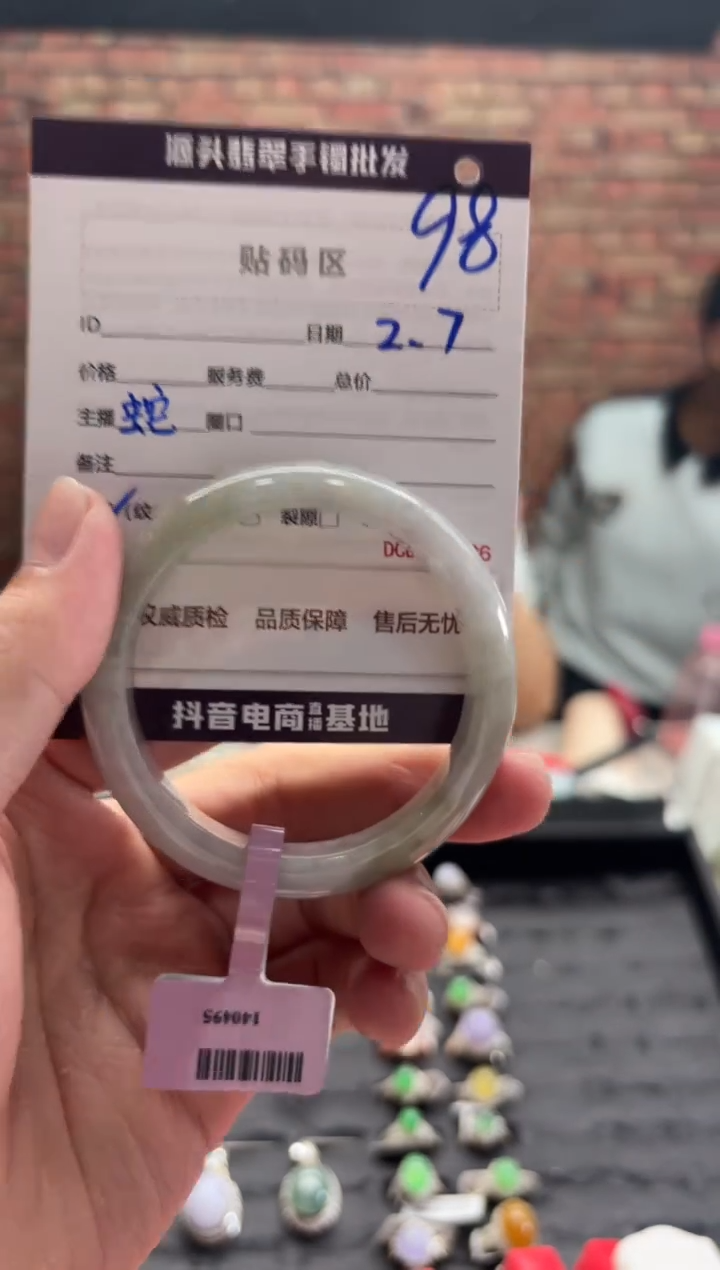 源头翡翠手镯批发
98
贴码区
ID 日期 2.7
价格 服务费 总价
主播 蛇 圈口
备注
纹 裂隙
权威质检 品质保障 售后无忧
抖音电商直播基地
140495